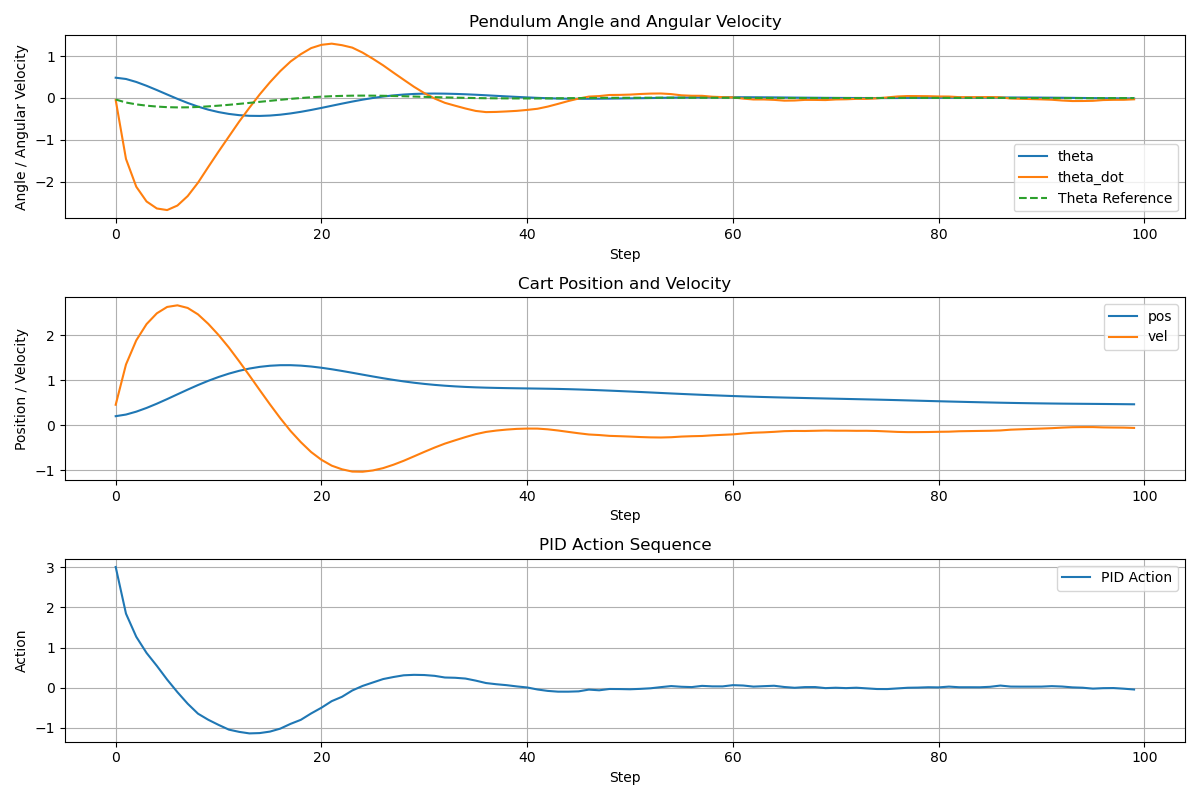 Pendulum Angle and Angular Velocity
Angle / Angular Velocity
1
0
−1
−2
theta
theta_dot
Theta Reference
0 20 40 60 80 100
Step
Cart Position and Velocity
Position / Velocity
2
1
0
−1
pos
vel
0 20 40 60 80 100
Step
PID Action Sequence
Action
3
2
1
0
−1
PID Action
0 20 40 60 80 100
Step